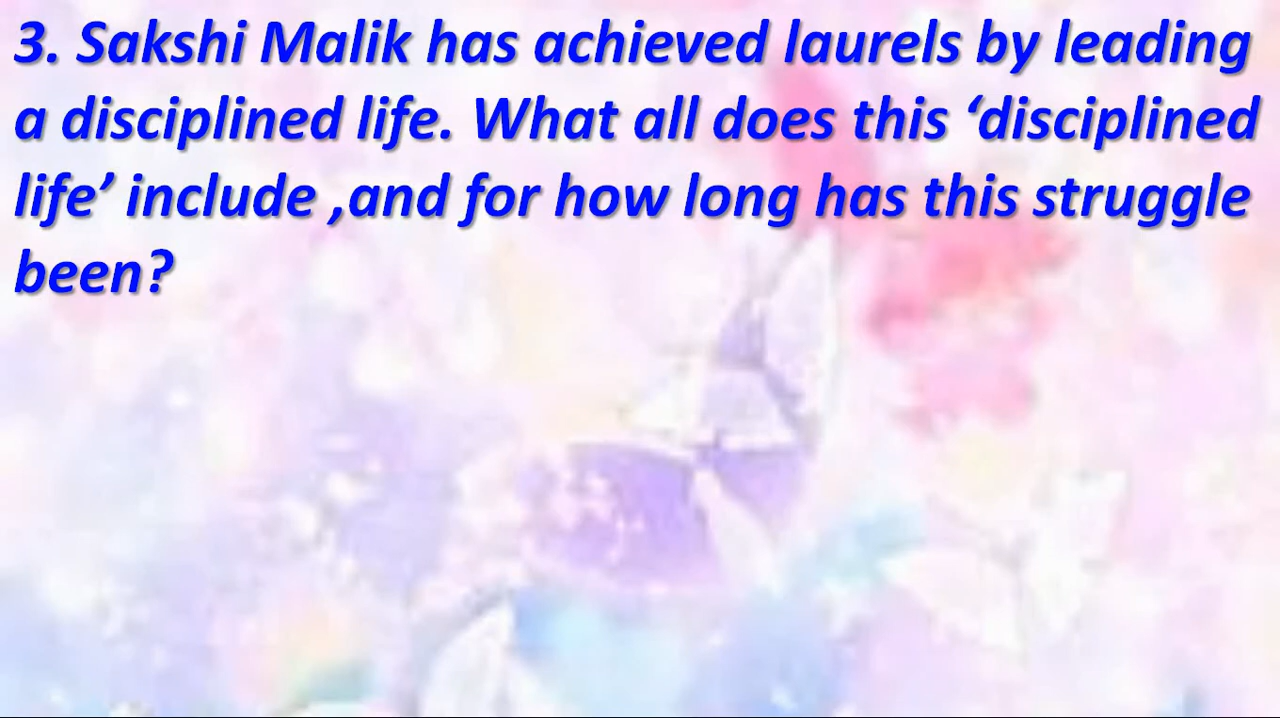 3. Sakshi Malik has achieved laurels by leading
a disciplined life. What all does this ‘disciplined
life’ include ,and for how long has this struggle
been?